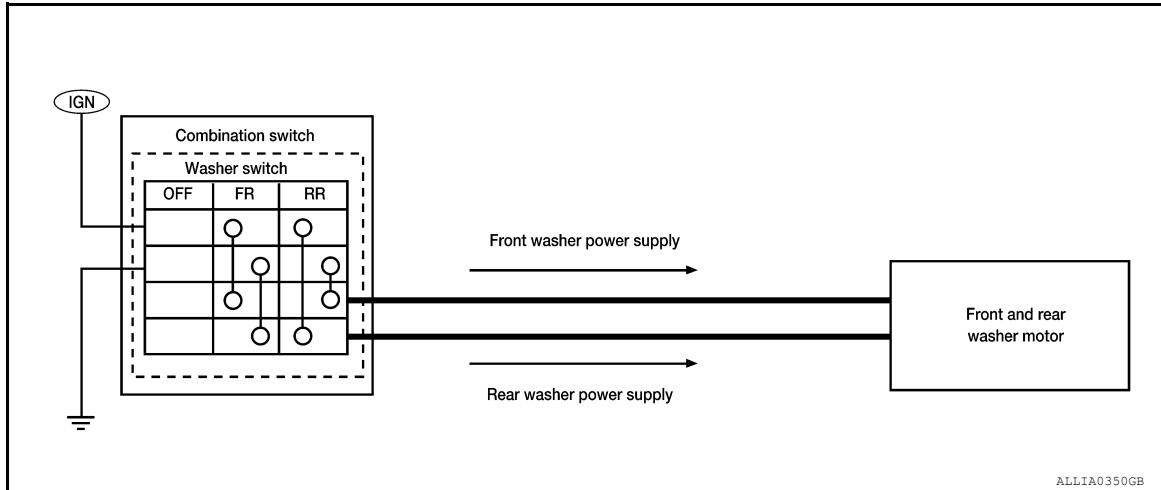 IGN
Combination switch
Washer switch
OFF FR RR
Front washer power supply
Front and rear
washer motor
Rear washer power supply
ALLIA0350GB